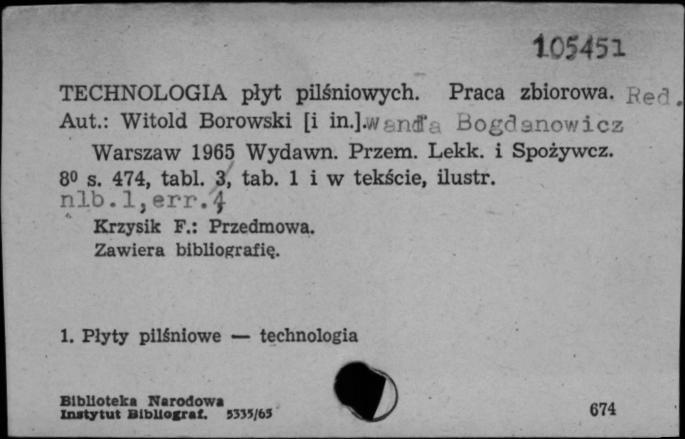 105451
TECHNOLOGIA płyt pilśniowych. Praca zbiorowa. Red.
Aut.: Witold Borowski [i in.].Wanda Bogdanowicz
Warszaw 1965 Wydawn. Przem. Lekk. i Spożywcz.
8º s. 474, tabl. 3, tab. 1 i w tekście, ilustr.
nlb.1, err.4
Krzysik F.: Przedmowa.
Zawiera bibliografię.
1. Płyty pilśniowe — technologia
Biblioteka Narodowa
Instytut Bibliograf. 5335/65
674